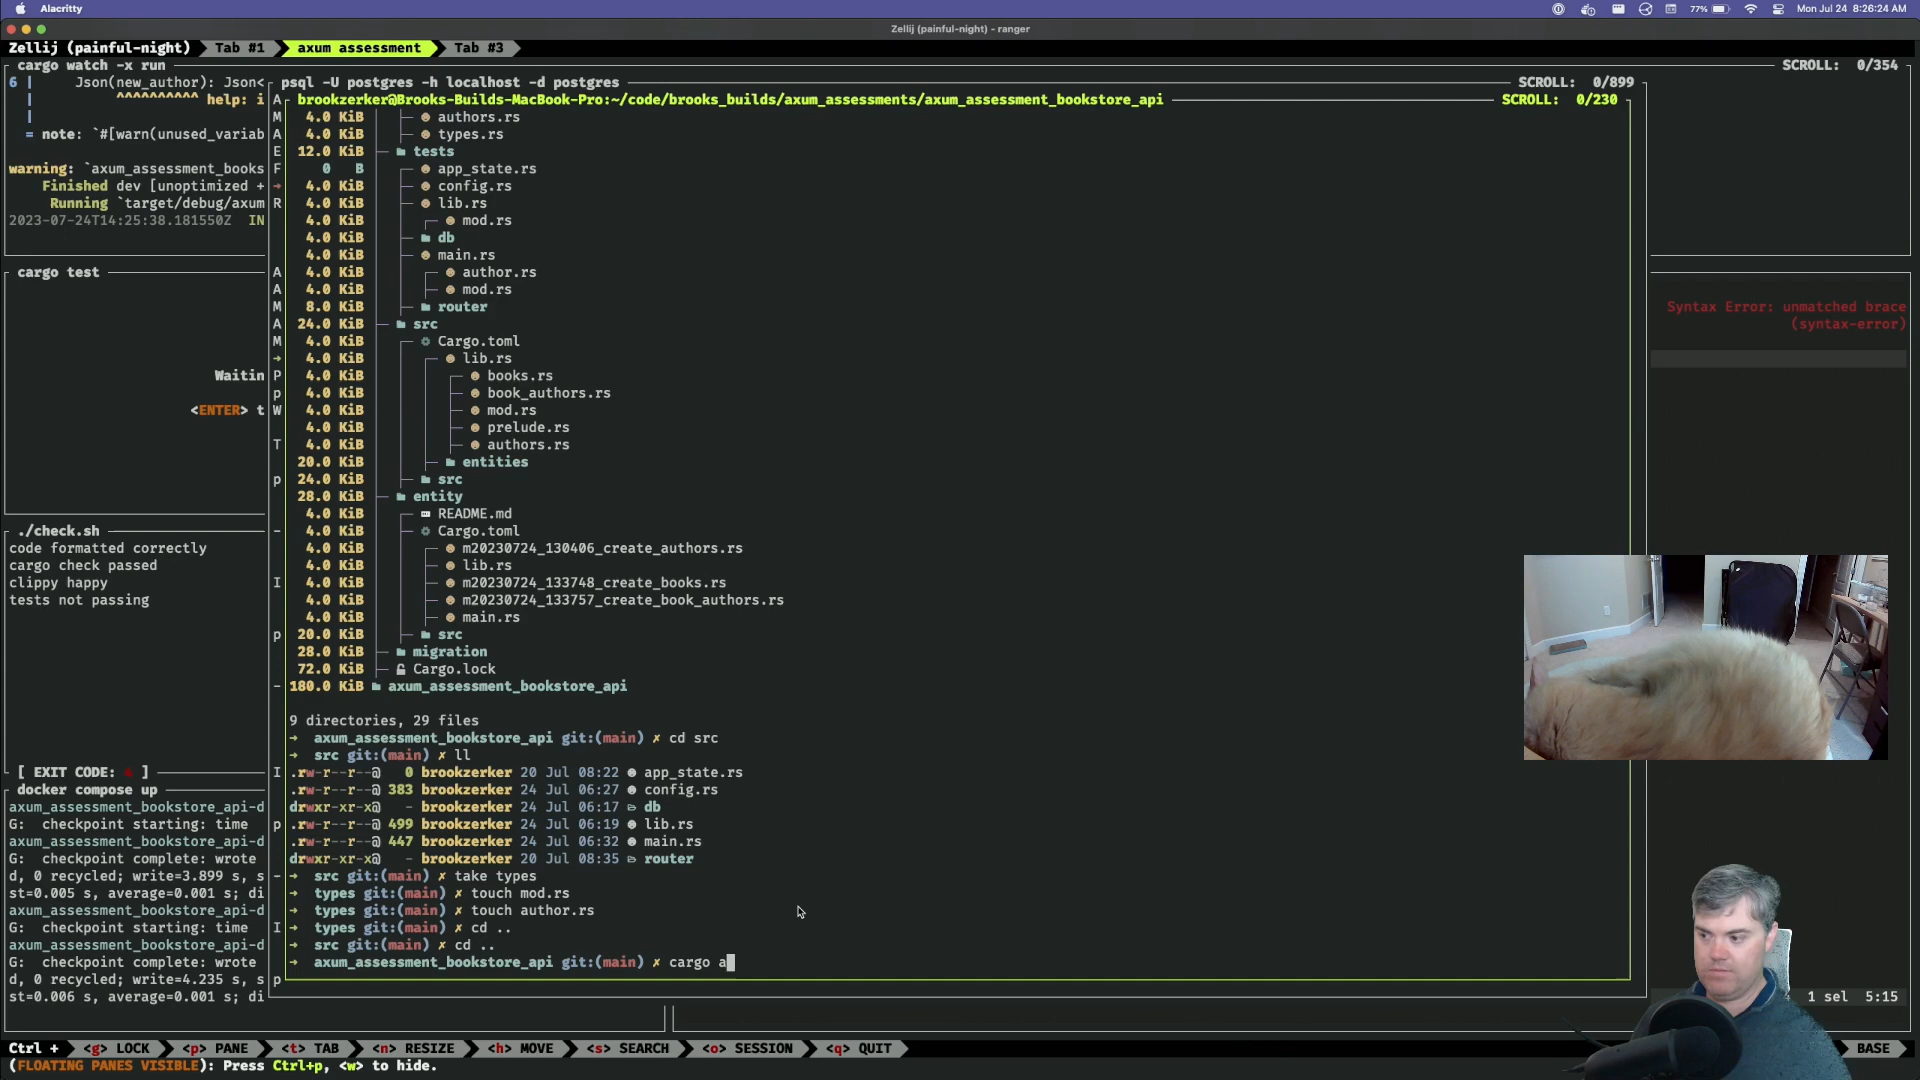 Alacritty
77%
Mon Jul 24 8:26:24 AM
Zellij (painful-night) - ranger
Zellij (painful-night) Tab #1 axum assessment Tab #3
cargo watch -x run
SCROLL: 0/354
6 | Json(new_author): Json<
psql -U postgres -h localhost -d postgres
SCROLL: 0/899
| ^^^^^^^^^^ help: i
A
brookzerker@Brooks-Builds-MacBook-Pro:~/code/brooks_builds/axum_assessments/axum_assessment_bookstore_api
SCROLL: 0/230
|
M
4.0 KiB authors.rs
= note: `#[warn(unused_variab
A
4.0 KiB types.rs
E
12.0 KiB tests
warning: `axum_assessment_books
F
0 B app_state.rs
Finished dev [unoptimized +
→
4.0 KiB config.rs
Running `target/debug/axum
R
4.0 KiB lib.rs
2023-07-24T14:25:38.181550Z IN
4.0 KiB mod.rs
4.0 KiB db
4.0 KiB main.rs
cargo test
A
4.0 KiB author.rs
A
4.0 KiB mod.rs
M
8.0 KiB router
Syntax Error: unmatched brace
A
24.0 KiB src
(syntax-error)
M
4.0 KiB Cargo.toml
→
4.0 KiB lib.rs
Waitin
P
4.0 KiB books.rs
p
4.0 KiB book_authors.rs
<ENTER> t
W
4.0 KiB mod.rs
4.0 KiB prelude.rs
T
4.0 KiB authors.rs
20.0 KiB entities
p
24.0 KiB src
28.0 KiB entity
4.0 KiB README.md
./check.sh
-
4.0 KiB Cargo.toml
code formatted correctly
4.0 KiB m20230724_130406_create_authors.rs
cargo check passed
4.0 KiB lib.rs
clippy happy
I
4.0 KiB m20230724_133748_create_books.rs
tests not passing
4.0 KiB m20230724_133757_create_book_authors.rs
4.0 KiB main.rs
p
20.0 KiB src
28.0 KiB migration
72.0 KiB Cargo.lock
-
180.0 KiB axum_assessment_bookstore_api
9 directories, 29 files
→ axum_assessment_bookstore_api git:(main) ✗ cd src
→ src git:(main) ✗ ll
[ EXIT CODE: 4 ]
I
.rw-r--r--@ 0 brookzerker 20 Jul 08:22 app_state.rs
docker compose up
.rw-r--r--@ 383 brookzerker 24 Jul 06:27 config.rs
axum_assessment_bookstore_api-d
drwxr-xr-x@ - brookzerker 24 Jul 06:17 db
G: checkpoint starting: time
p
.rw-r--r--@ 499 brookzerker 24 Jul 06:19 lib.rs
axum_assessment_bookstore_api-d
.rw-r--r--@ 447 brookzerker 24 Jul 06:32 main.rs
G: checkpoint complete: wrote
drwxr-xr-x@ - brookzerker 20 Jul 08:35 router
d, 0 recycled; write=3.899 s, s
-
→ src git:(main) ✗ take types
st=0.005 s, average=0.001 s; di
→ types git:(main) ✗ touch mod.rs
axum_assessment_bookstore_api-d
→ types git:(main) ✗ touch author.rs
G: checkpoint starting: time
I
→ types git:(main) ✗ cd ..
axum_assessment_bookstore_api-d
→ src git:(main) ✗ cd ..
G: checkpoint complete: wrote
→ axum_assessment_bookstore_api git:(main) ✗ cargo a
d, 0 recycled; write=4.235 s, s
p
st=0.006 s, average=0.001 s; di
1 sel 5:15
Ctrl + <g> LOCK <p> PANE <t> TAB <n> RESIZE <h> MOVE <s> SEARCH <o> SESSION <q> QUIT
BASE
(FLOATING PANES VISIBLE): Press Ctrl+p, <w> to hide.